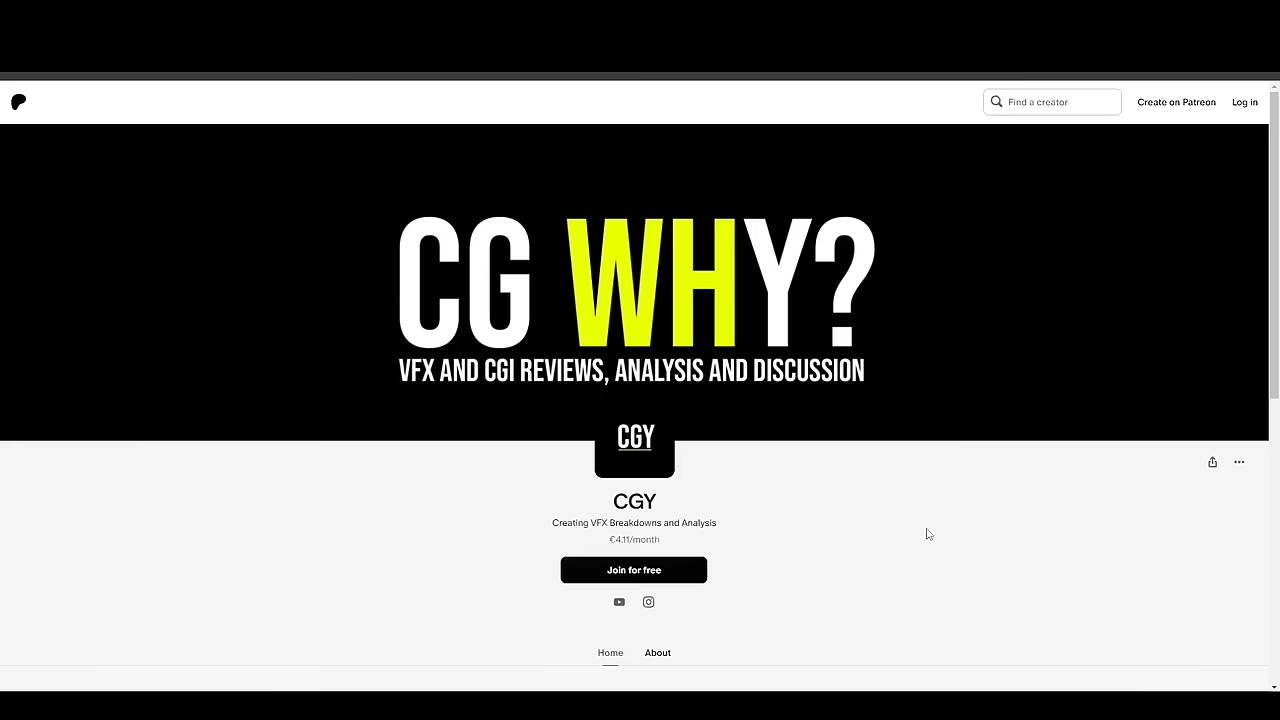 Find a creator
Create on Patreon
Log in
CG WHY?
VFX AND CGI REVIEWS, ANALYSIS AND DISCUSSION
CGY
CGY
Creating VFX Breakdowns and Analysis
€4.11/month
Join for free
Home
About